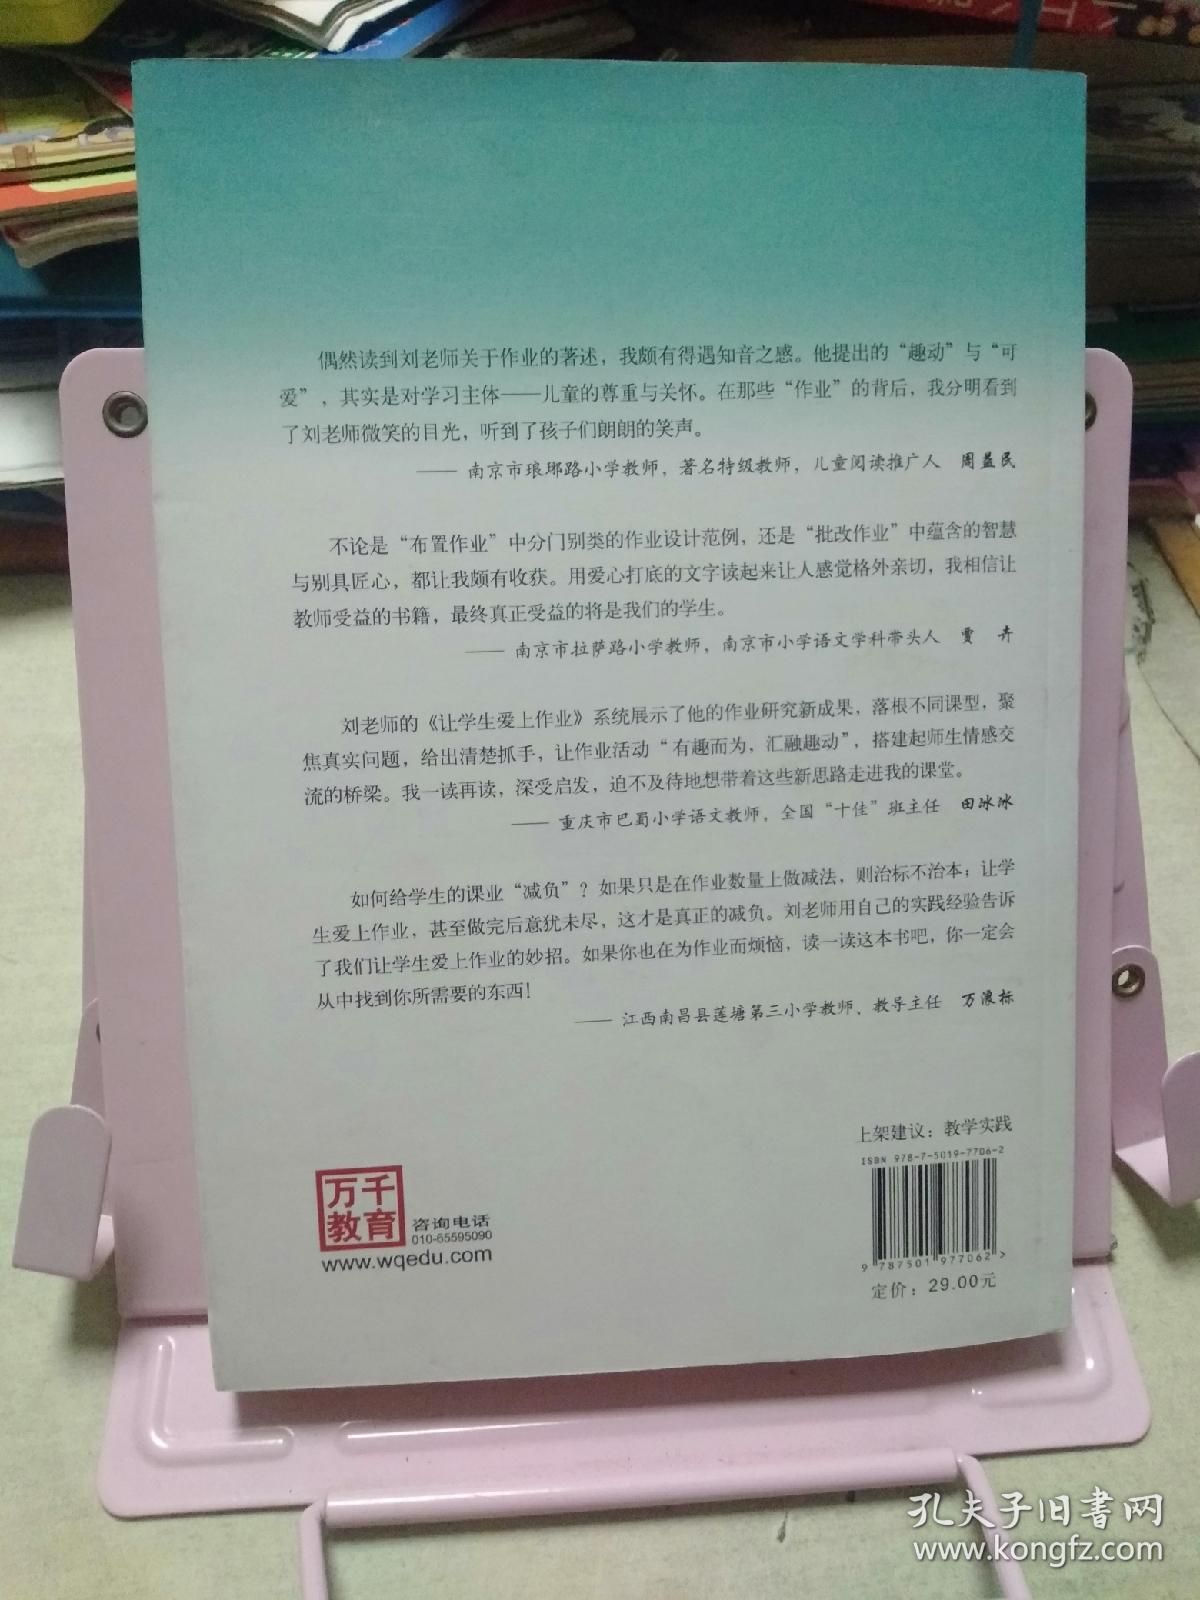 偶然读到刘老师关于作业的著述，我颇有得遇知音之感。他提出的“趣动”与“可
爱”，其实是对学习主体——儿童的尊重与关怀。在那些“作业”的背后，我分明看到
了刘老师微笑的目光，听到了孩子们朗朗的笑声。
—— 南京市琅琊路小学教师，著名特级教师，儿童阅读推广人 周益民
不论是“布置作业”中分门别类的作业设计范例，还是“批改作业”中蕴含的智慧
与别具匠心，都让我颇有收获。用爱心打底的文字读起来让人感觉格外亲切，我相信让
教师受益的书籍，最终真正受益的将是我们的学生。
—— 南京市拉萨路小学教师，南京市小学语文学科带头人 贾 卉
刘老师的《让学生爱上作业》系统展示了他的作业研究新成果，落根不同课型，聚
焦真实问题，给出清楚抓手，让作业活动“有趣而为，汇融趣动”，搭建起师生情感交
流的桥梁。我一读再读，深受启发，迫不及待地想带着这些新思路走进我的课堂。
—— 重庆市巴蜀小学语文教师，全国“十佳”班主任 田冰冰
如何给学生的课业“减负”？如果只是在作业数量上做减法，则治标不治本；让学
生爱上作业，甚至做完后意犹未尽，这才是真正的减负。刘老师用自己的实践经验告诉
了我们让学生爱上作业的妙招。如果你也在为作业而烦恼，读一读这本书吧，你一定会
从中找到你所需要的东西！
—— 江西南昌县莲塘第三小学教师、教导主任 万浪标
上架建议：教学实践
ISBN 978-7-5019-7706-2
9 787501 977062 >
定价：29.00元
万千
教育
咨询电话
010-65595090
www.wqedu.com
孔夫子旧书网
www.kongfz.com